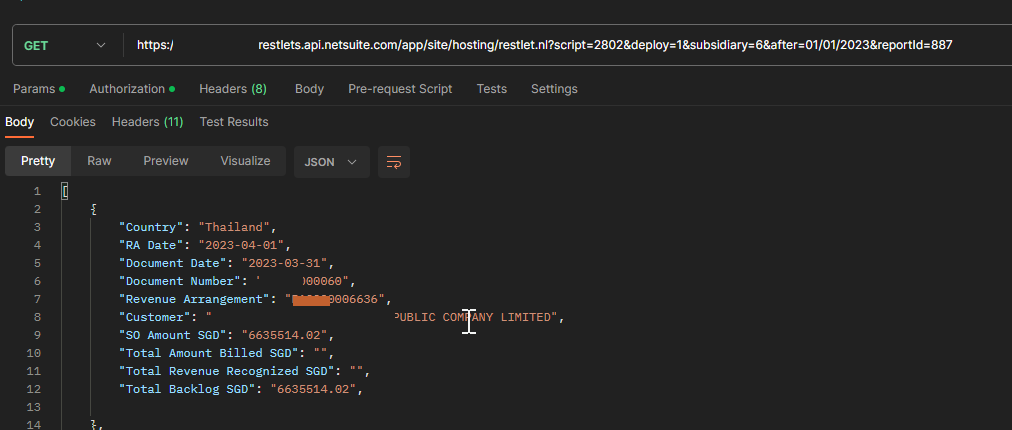 GET https:/ restlets.api.netsuite.com/app/site/hosting/restlet.nl?script=2802&deploy=1&subsidiary=6&after=01/01/2023&reportId=887
Params Authorization Headers (8) Body Pre-request Script Tests Settings
Body Cookies Headers (11) Test Results
Pretty Raw Preview Visualize JSON
1 [
2 {
3 "Country": "Thailand",
4 "RA Date": "2023-04-01",
5 "Document Date": "2023-03-31",
6 "Document Number": " 000060",
7 "Revenue Arrangement": " 0006636",
8 "Customer": " PUBLIC COMPANY LIMITED",
9 "SO Amount SGD": "6635514.02",
10 "Total Amount Billed SGD": "",
11 "Total Revenue Recognized SGD": "",
12 "Total Backlog SGD": "6635514.02",
13
14 },